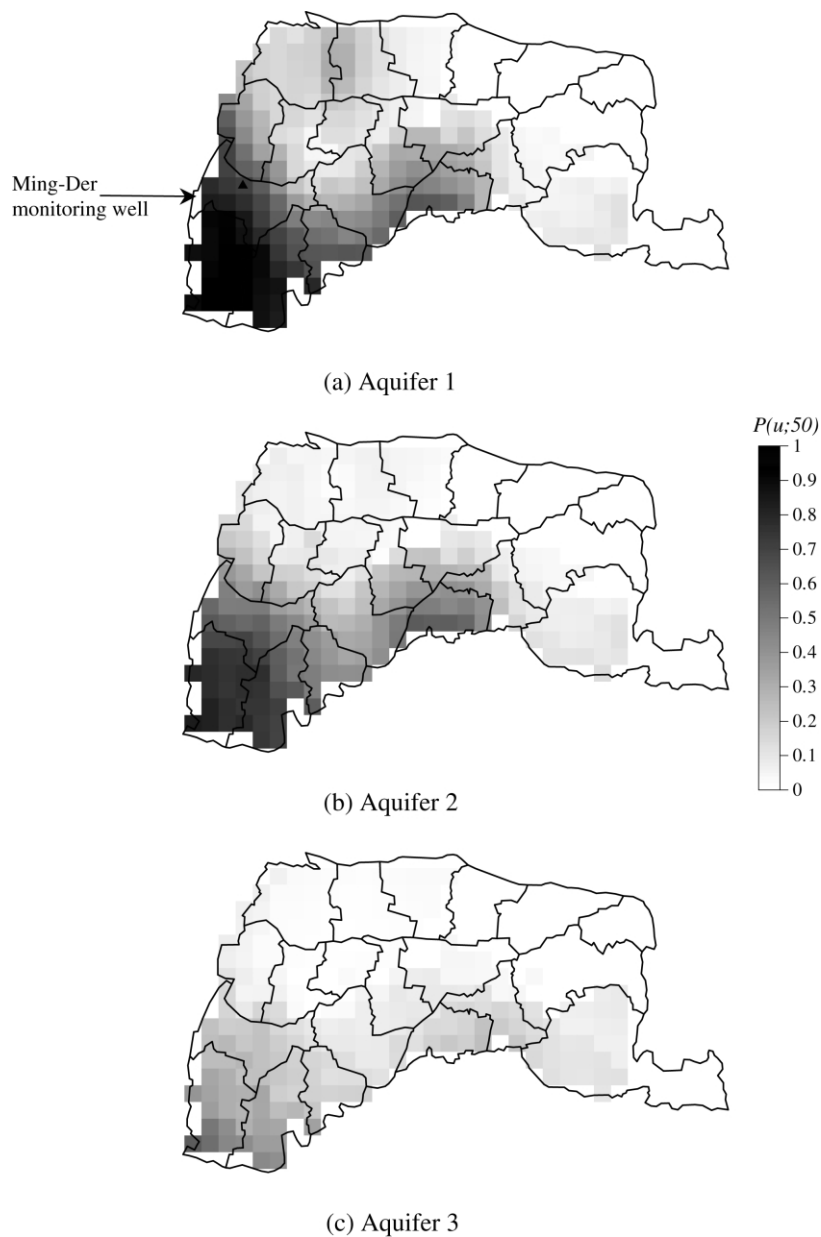 Ming-Der
monitoring well
(a) Aquifer 1
P(u;50)
1
0.9
0.8
0.7
0.6
0.5
0.4
0.3
0.2
0.1
0
(b) Aquifer 2
(c) Aquifer 3